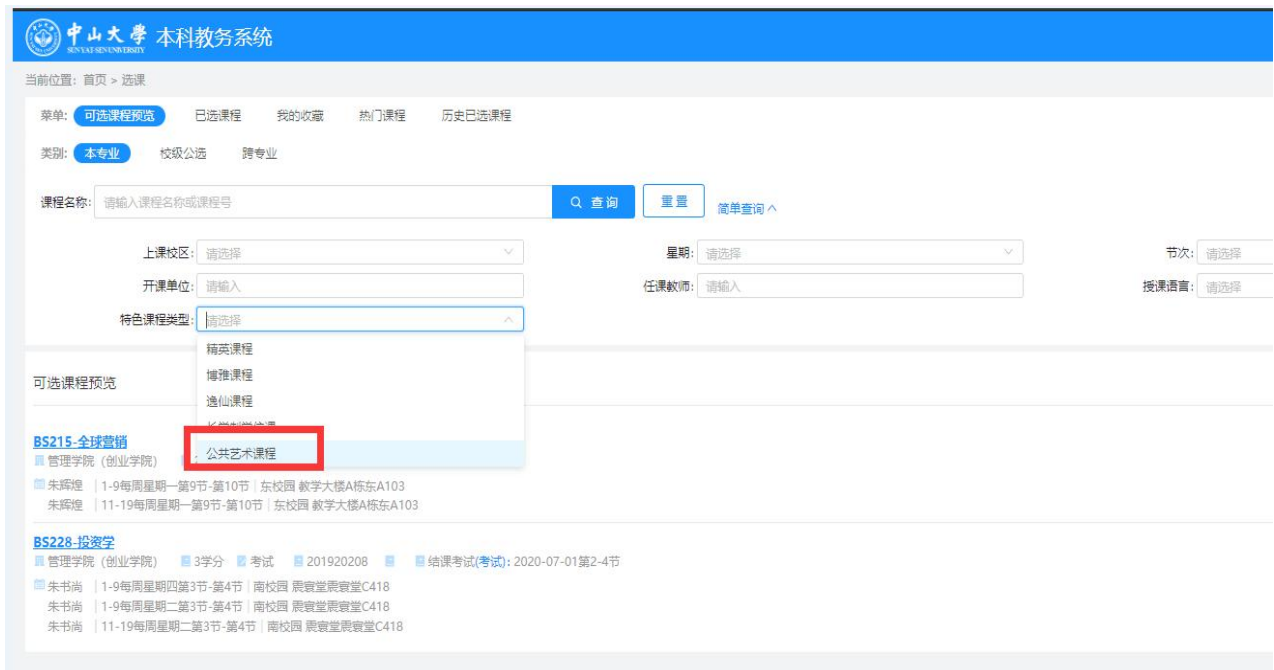 中山大學 本科教务系统
SUN YAT-SEN UNIVERSITY
当前位置: 首页 > 选课
菜单: 可选课程预览 已选课程 我的收藏 热门课程 历史已选课程
类别: 本专业 校级公选 跨专业
课程名称: 请输入课程名称或课程号 查询 重置 简单查询
上课校区: 请选择 星期: 请选择 节次: 请选择
开课单位: 请输入 任课教师: 请输入 授课语言: 请选择
特色课程类型: 请选择
精英课程
博雅课程
可选课程预览
逸仙课程
长学制学位课
BS215-全球营销
公共艺术课程
管理学院（创业学院）
朱辉煌 | 1-9每周星期一第9节-第10节 | 东校园 教学大楼A栋东A103
朱辉煌 | 11-19每周星期一第9节-第10节 | 东校园 教学大楼A栋东A103
BS228-投资学
管理学院（创业学院） 3学分 考试 201920208 结课考试(考试): 2020-07-01第2-4节
朱书尚 | 1-9每周星期四第3节-第4节 | 南校园 震寰堂震寰堂C418
朱书尚 | 1-9每周星期二第3节-第4节 | 南校园 震寰堂震寰堂C418
朱书尚 | 11-19每周星期二第3节-第4节 | 南校园 震寰堂震寰堂C418